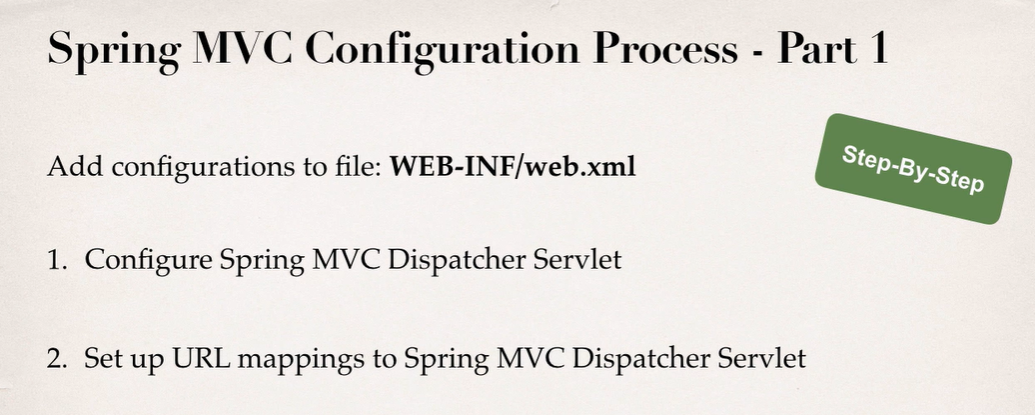 Spring MVC Configuration Process - Part 1
Step-By-Step
Add configurations to file: WEB-INF/web.xml
1. Configure Spring MVC Dispatcher Servlet
2. Set up URL mappings to Spring MVC Dispatcher Servlet